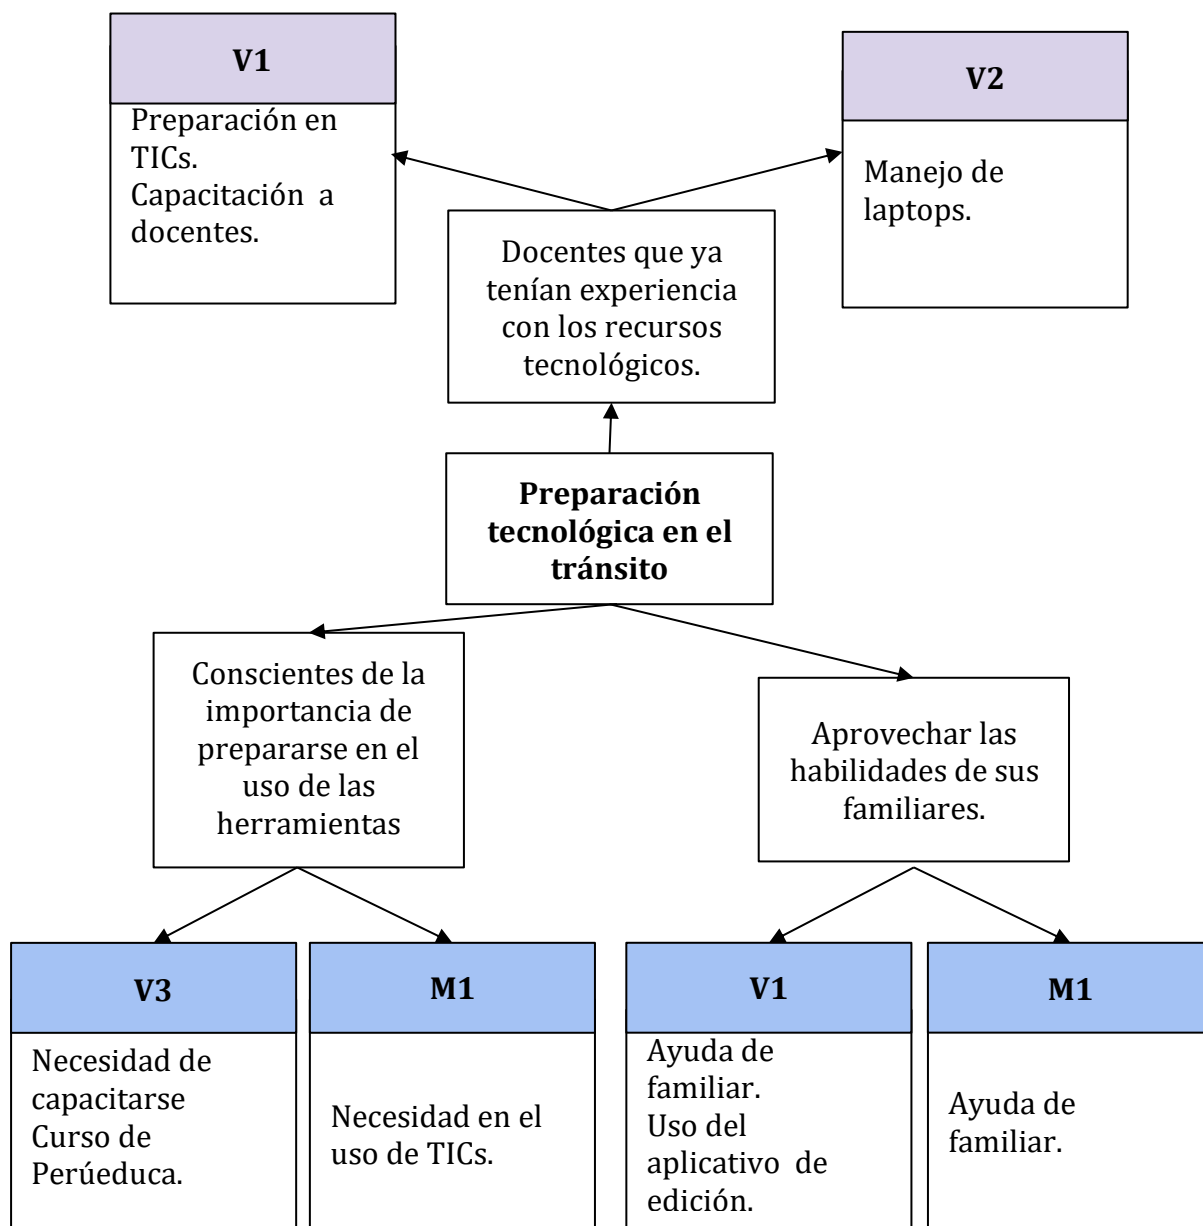 V1
Preparación en
TICs.
Capacitación a
docentes.
V2
Manejo de
laptops.
Docentes que ya
tenían experiencia
con los recursos
tecnológicos.
Preparación
tecnológica en el
tránsito
Conscientes de la
importancia de
prepararse en el
uso de las
herramientas
Aprovechar las
habilidades de sus
familiares.
V3
Necesidad de
capacitarse
Curso de
Perúeduca.
M1
Necesidad en el
uso de TICs.
V1
Ayuda de
familiar.
Uso del
aplicativo de
edición.
M1
Ayuda de
familiar.